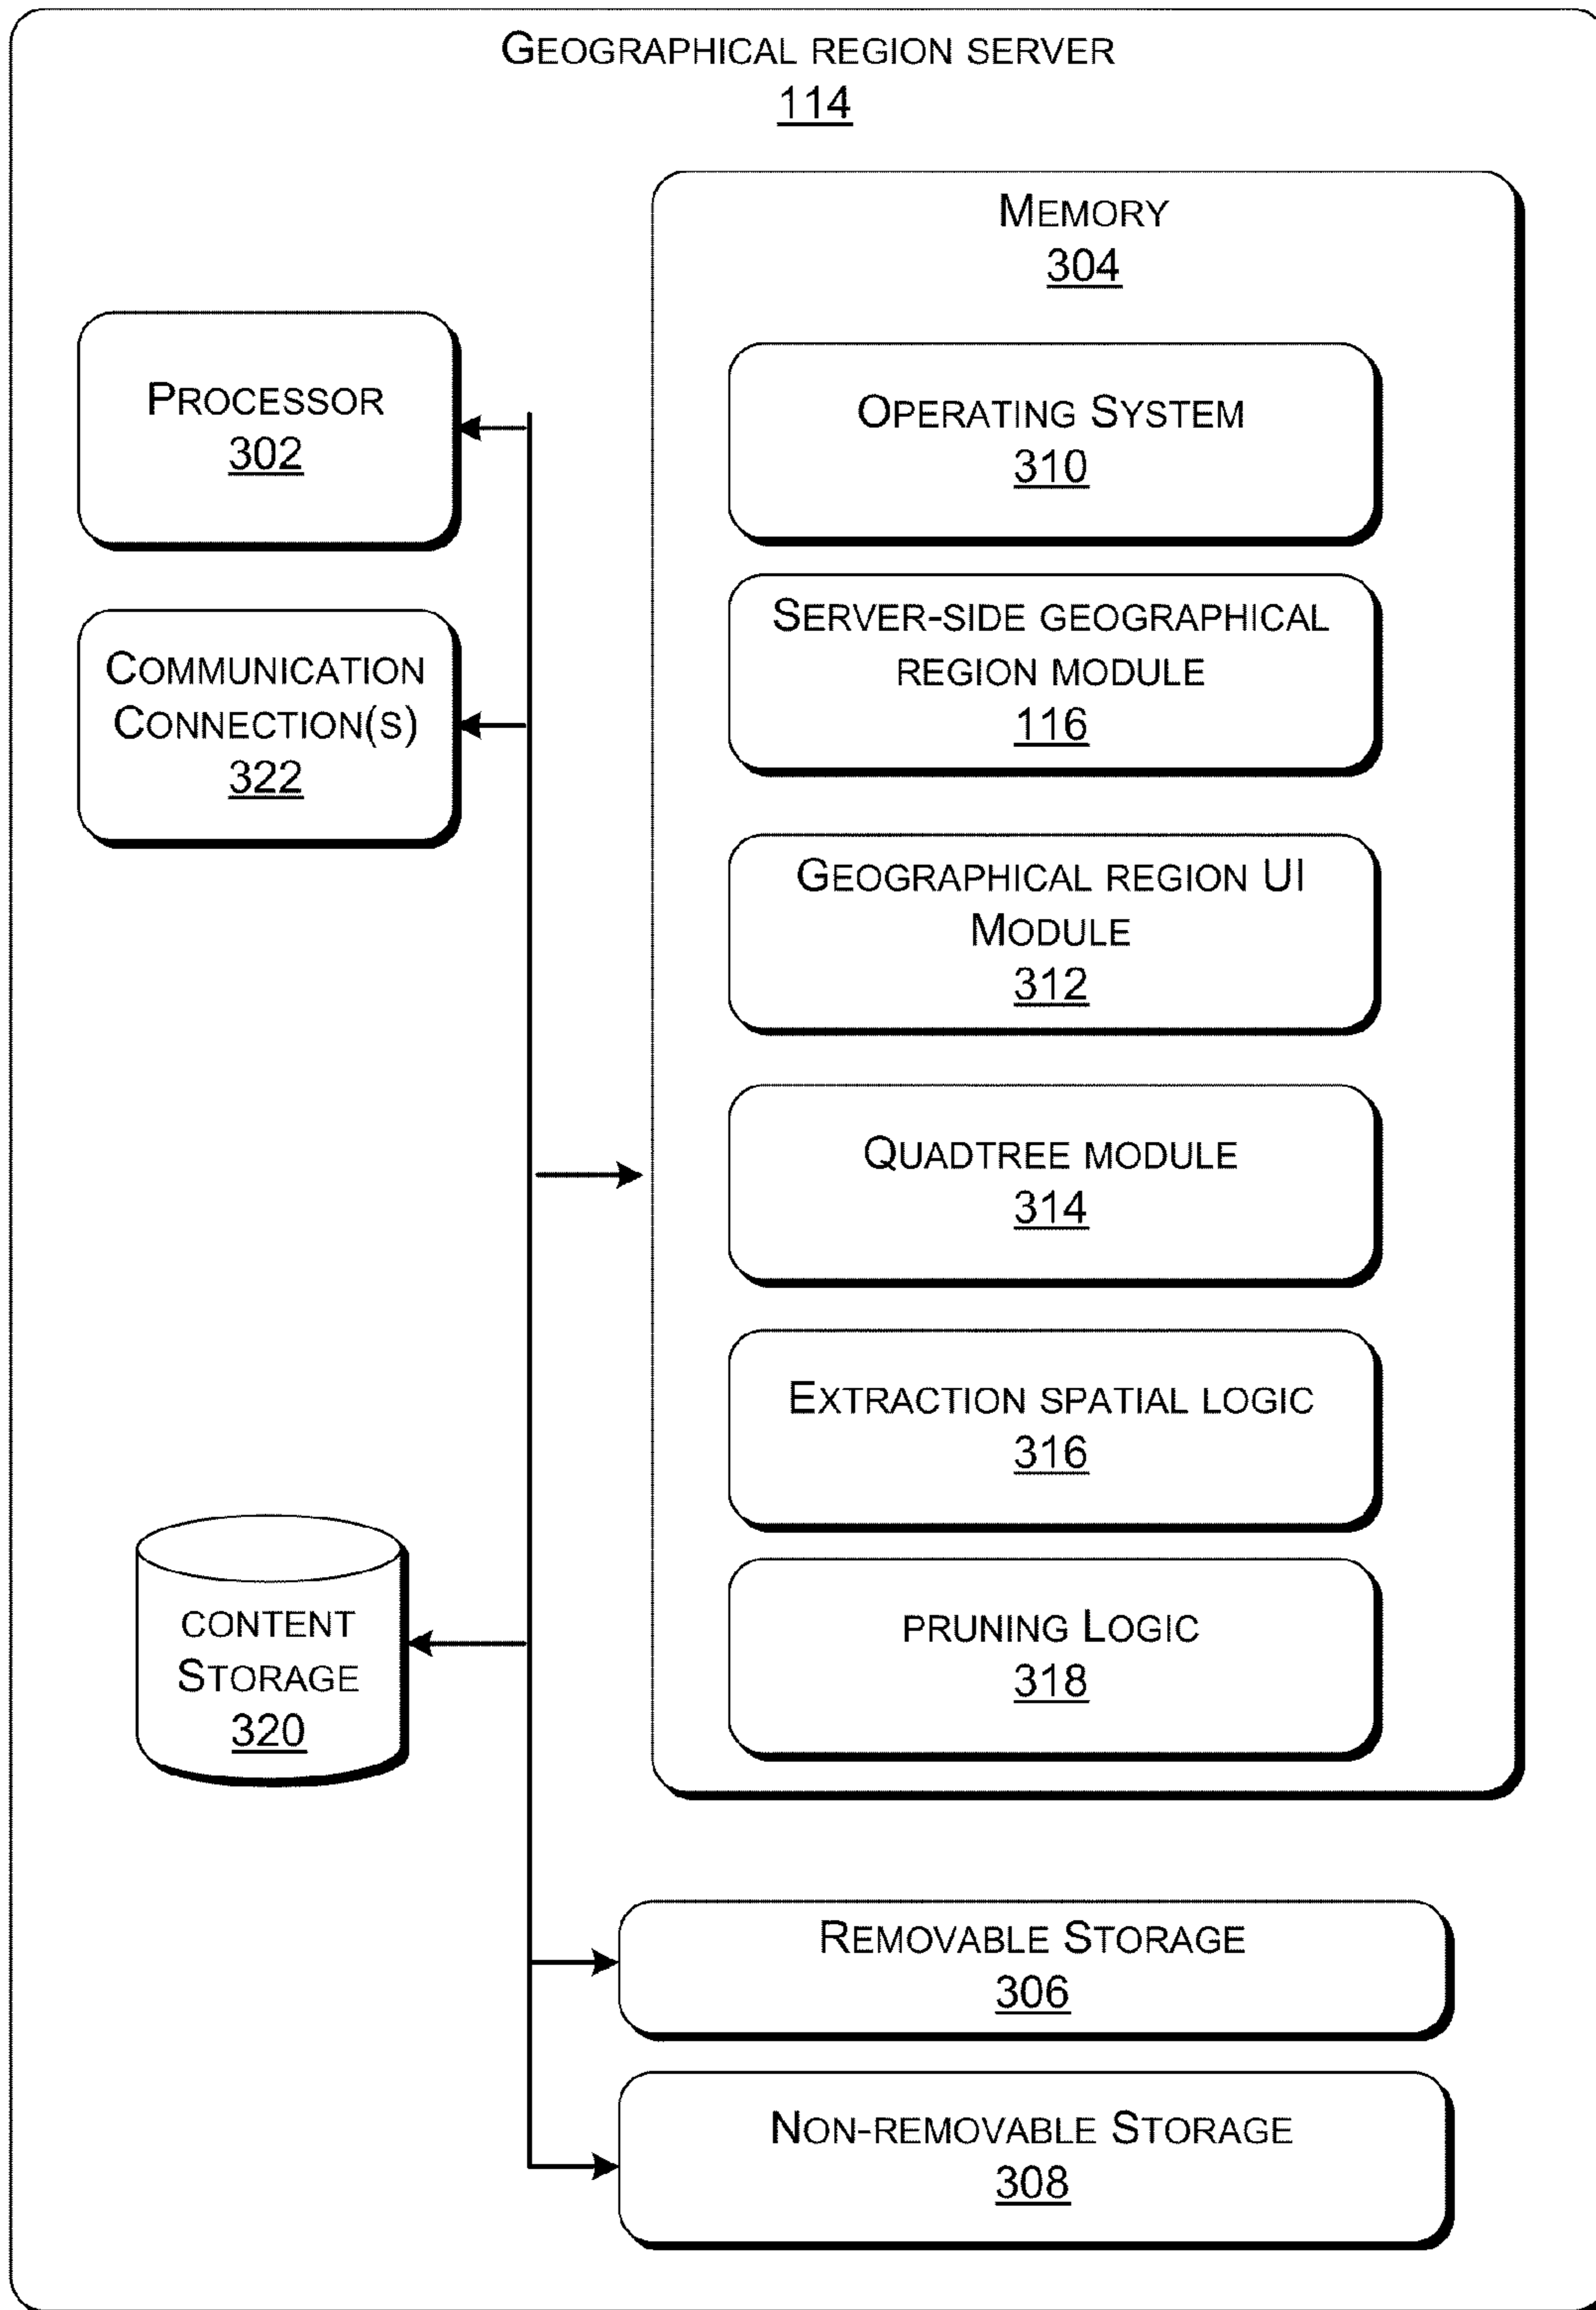 GEOGRAPHICAL REGION SERVER
114
MEMORY
304
PROCESSOR
302
COMMUNICATION
CONNECTION(S)
322
OPERATING SYSTEM
310
SERVER-SIDE GEOGRAPHICAL
REGION MODULE
116
GEOGRAPHICAL REGION UI
MODULE
312
QUADTREE MODULE
314
EXTRACTION SPATIAL LOGIC
316
PRUNING LOGIC
318
CONTENT
STORAGE
320
REMOVABLE STORAGE
306
NON-REMOVABLE STORAGE
308